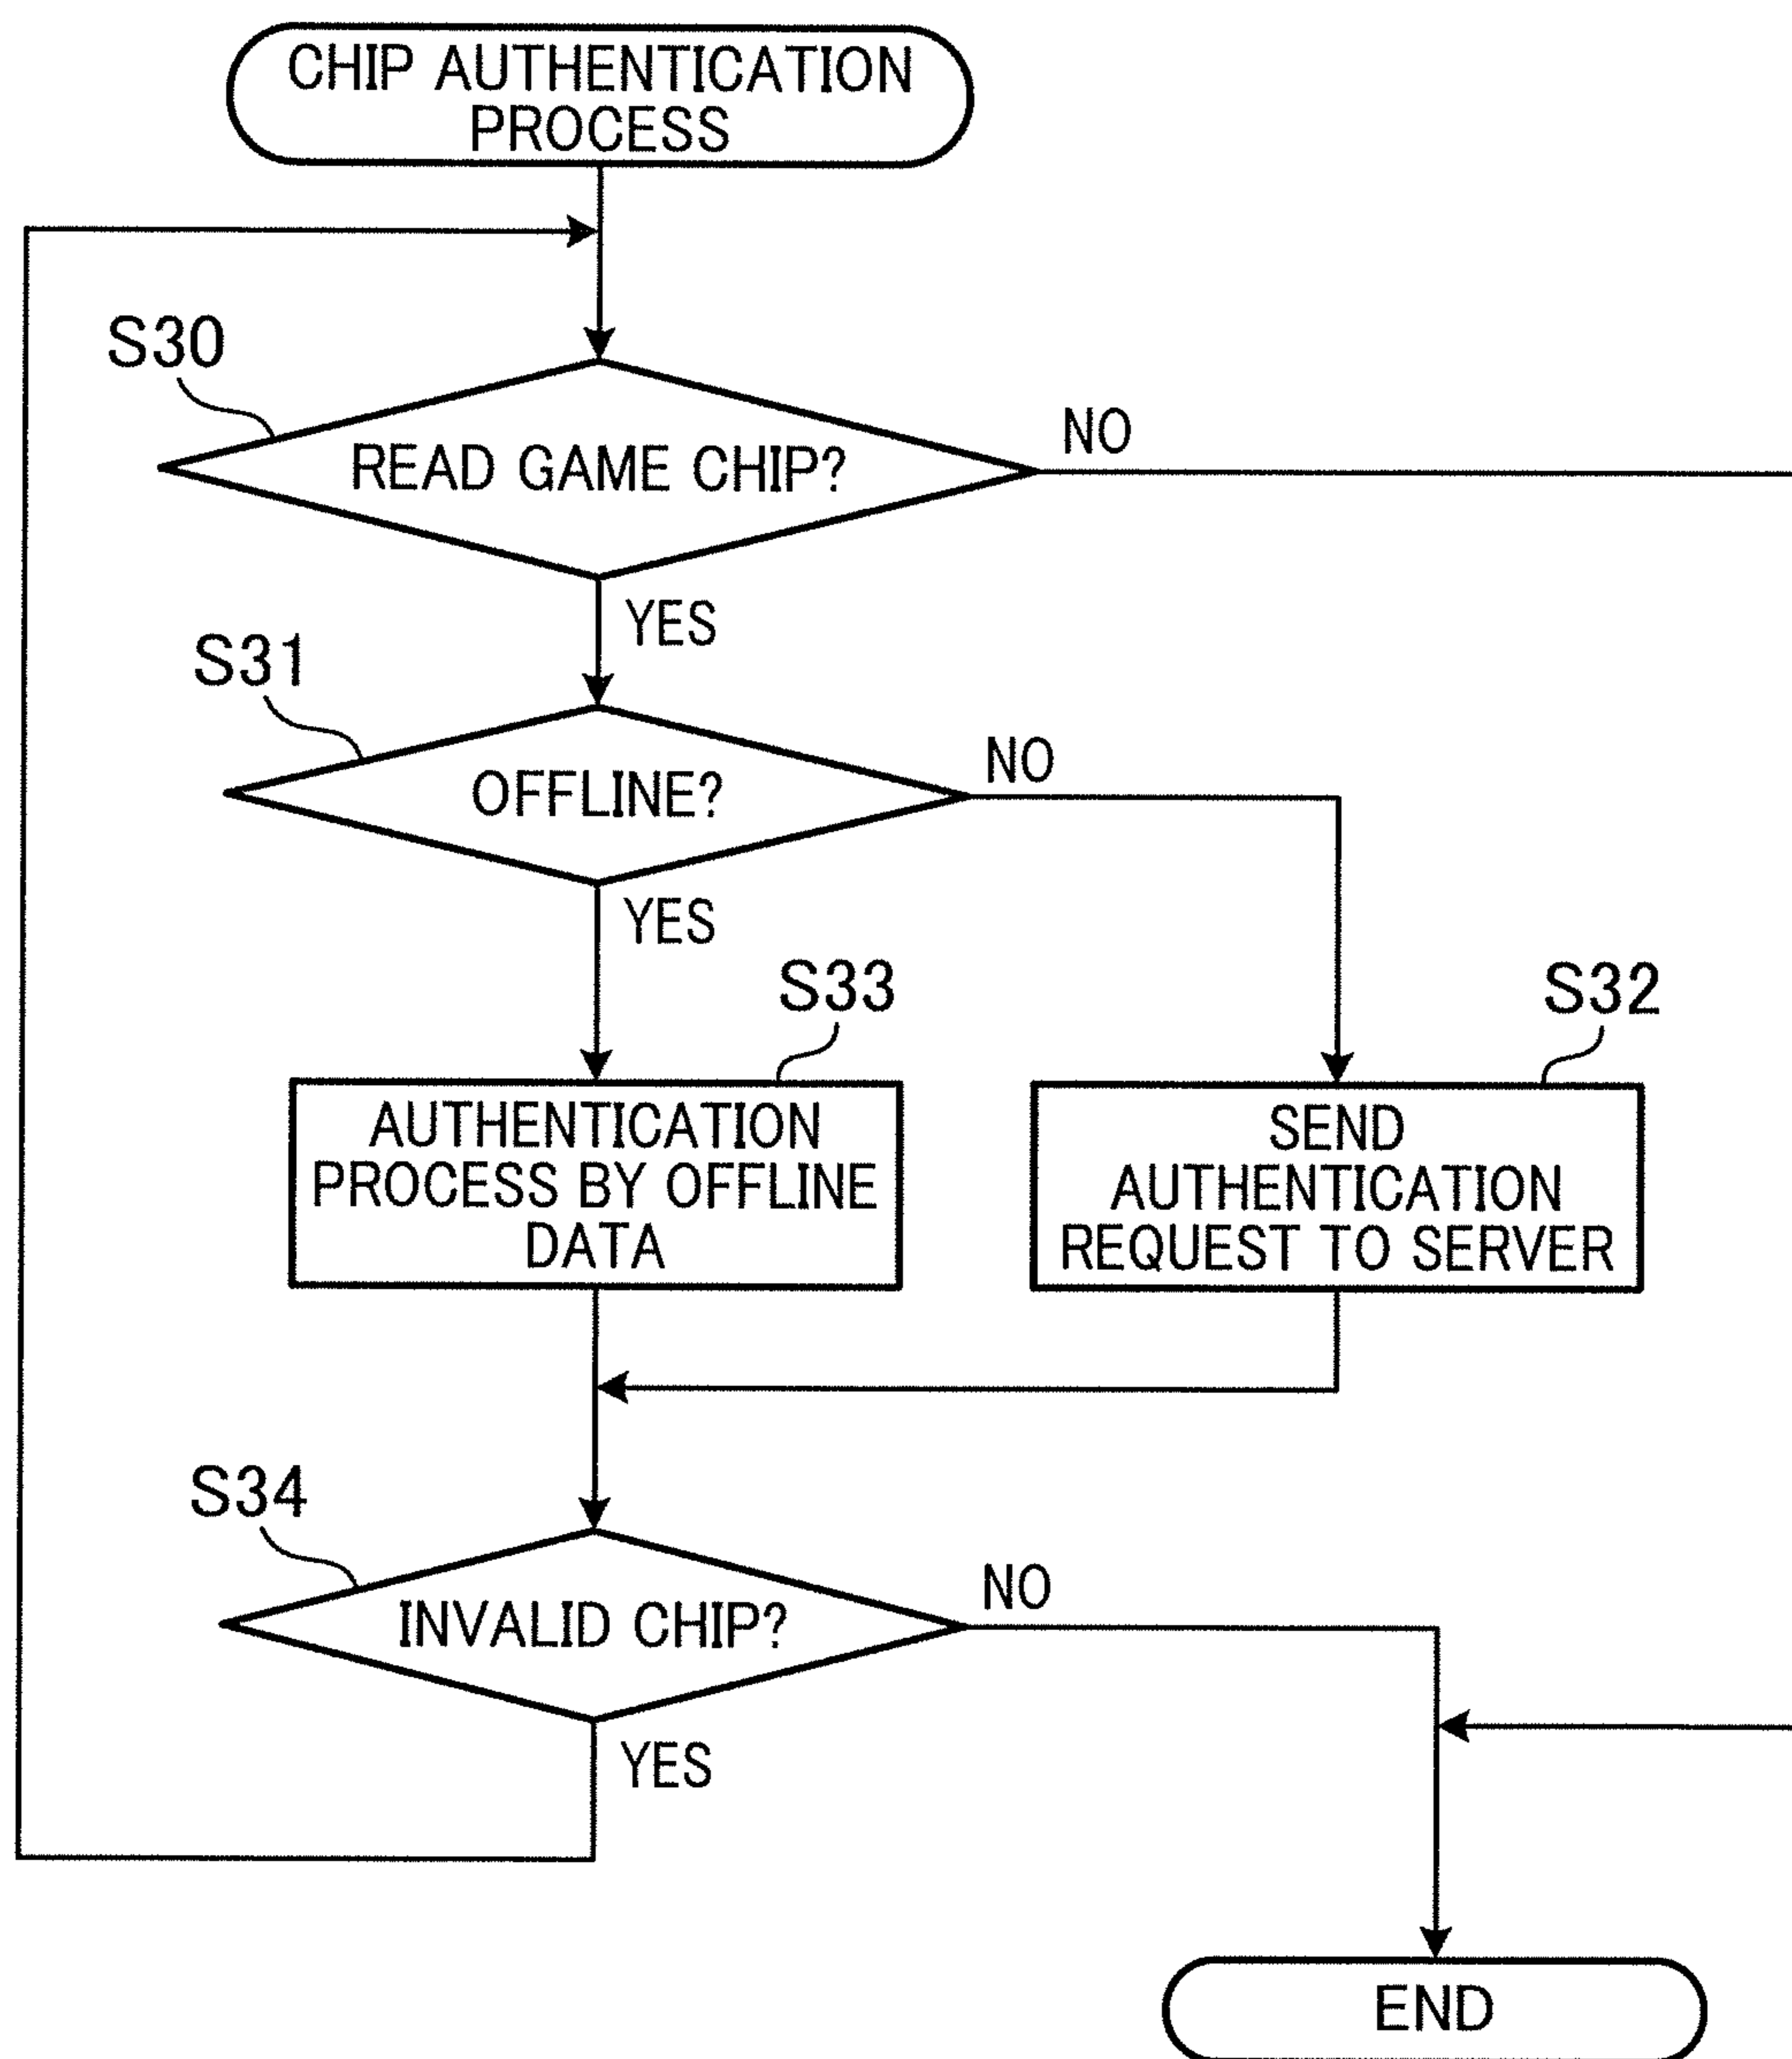 CHIP AUTHENTICATION
PROCESS
S30
READ GAME CHIP?
NO
YES
S31
OFFLINE?
NO
YES
S33
AUTHENTICATION
PROCESS BY OFFLINE
DATA
S32
SEND
AUTHENTICATION
REQUEST TO SERVER
S34
INVALID CHIP?
NO
YES
END